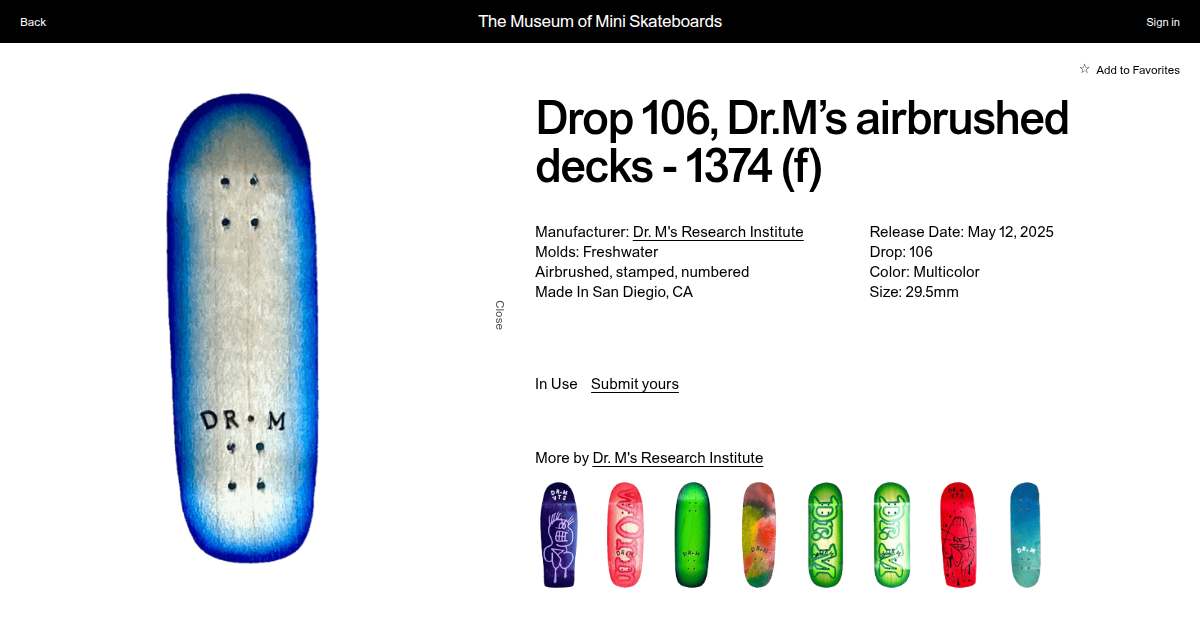 Back
The Museum of Mini Skateboards
Sign in
☆ Add to Favorites
Drop 106, Dr.M’s airbrushed
decks - 1374 (f)
Manufacturer: Dr. M's Research Institute
Molds: Freshwater
Airbrushed, stamped, numbered
Made In San Diegio, CA
Release Date: May 12, 2025
Drop: 106
Color: Multicolor
Size: 29.5mm
Close
DR • M
In Use Submit yours
More by Dr. M's Research Institute